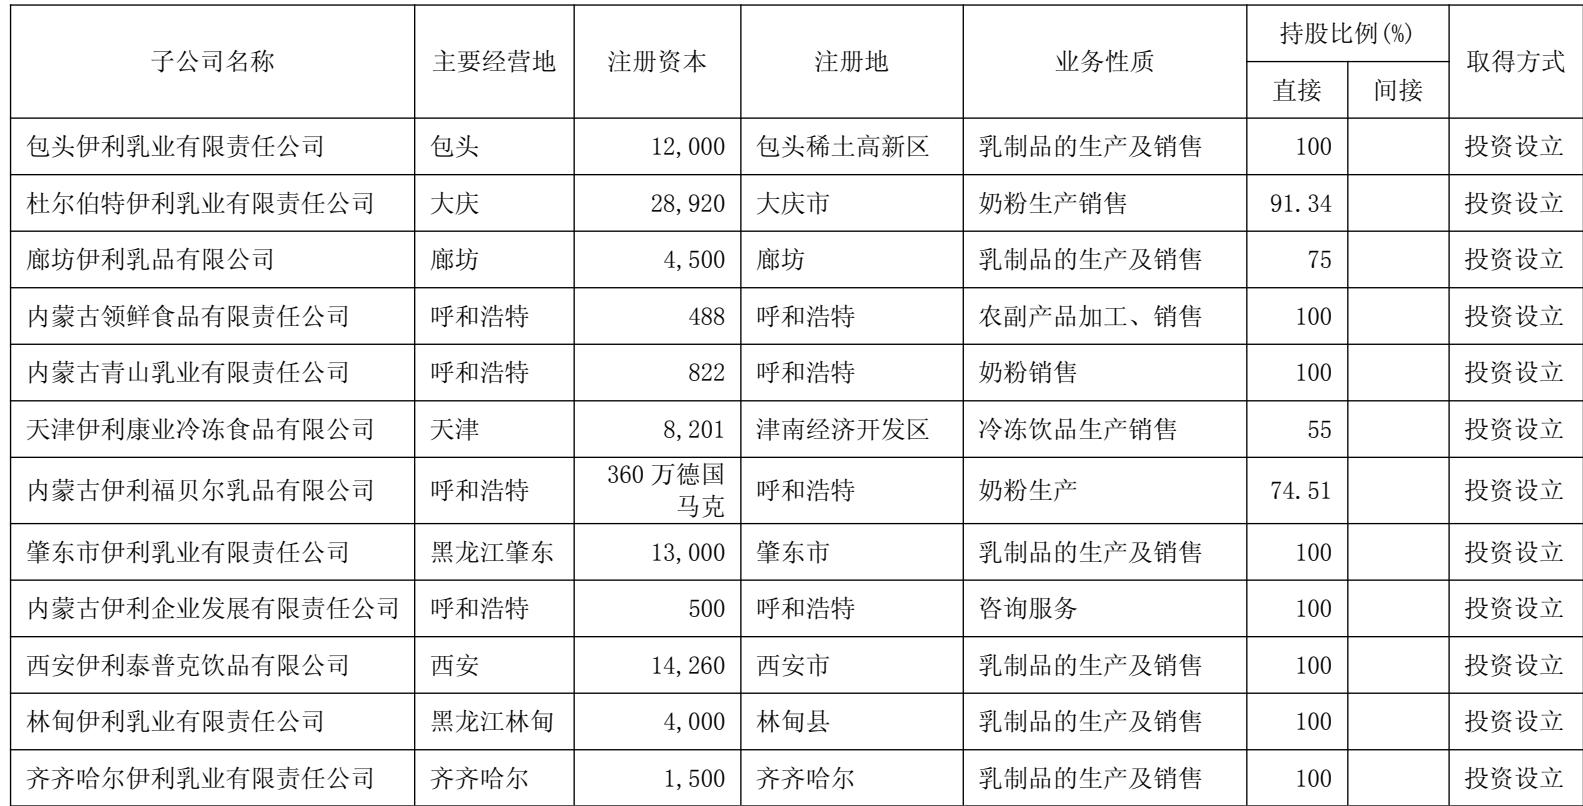 子公司名称 主要经营地 注册资本 注册地 业务性质 持股比例(%) 取得方式
直接 间接
包头伊利乳业有限责任公司 包头 12,000 包头稀土高新区 乳制品的生产及销售 100 投资设立
杜尔伯特伊利乳业有限责任公司 大庆 28,920 大庆市 奶粉生产销售 91.34 投资设立
廊坊伊利乳品有限公司 廊坊 4,500 廊坊 乳制品的生产及销售 75 投资设立
内蒙古领鲜食品有限责任公司 呼和浩特 488 呼和浩特 农副产品加工、销售 100 投资设立
内蒙古青山乳业有限责任公司 呼和浩特 822 呼和浩特 奶粉销售 100 投资设立
天津伊利康业冷冻食品有限公司 天津 8,201 津南经济开发区 冷冻饮品生产销售 55 投资设立
内蒙古伊利福贝尔乳品有限公司 呼和浩特 360 万德国 呼和浩特 奶粉生产 74.51 投资设立
马克
肇东市伊利乳业有限责任公司 黑龙江肇东 13,000 肇东市 乳制品的生产及销售 100 投资设立
内蒙古伊利企业发展有限责任公司 呼和浩特 500 呼和浩特 咨询服务 100 投资设立
西安伊利泰普克饮品有限公司 西安 14,260 西安市 乳制品的生产及销售 100 投资设立
林甸伊利乳业有限责任公司 黑龙江林甸 4,000 林甸县 乳制品的生产及销售 100 投资设立
齐齐哈尔伊利乳业有限责任公司 齐齐哈尔 1,500 齐齐哈尔 乳制品的生产及销售 100 投资设立